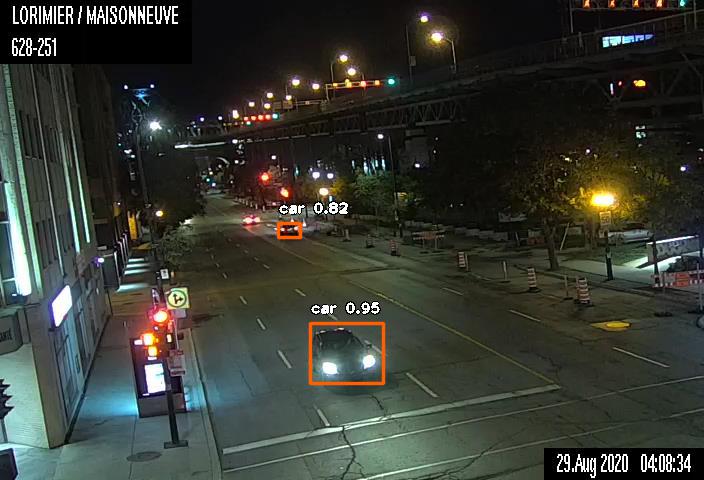 LORIMIER / MAISONNEUVE
628-251
car 0.82
car 0.95
29.Aug 2020 04:08:34